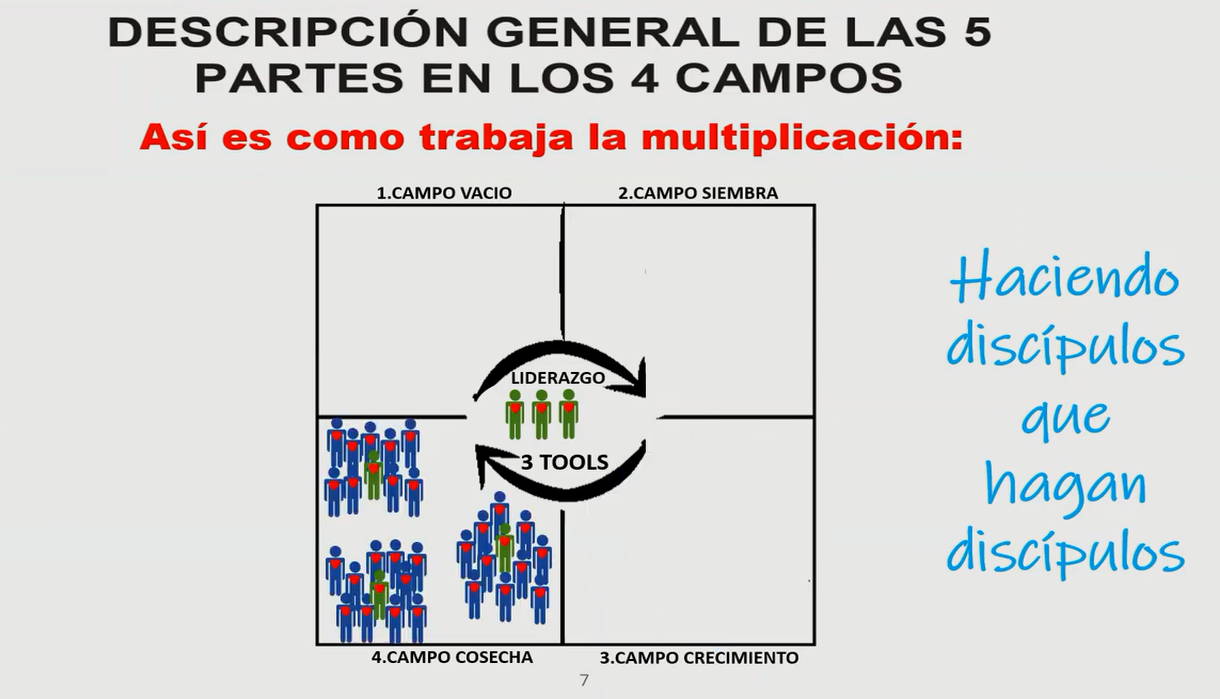 DESCRIPCIÓN GENERAL DE LAS 5
PARTES EN LOS 4 CAMPOS
Así es como trabaja la multiplicación:
1.CAMPO VACIO
2.CAMPO SIEMBRA
LIDERAZGO
3 TOOLS
4.CAMPO COSECHA
3.CAMPO CRECIMIENTO
Haciendo
discípulos
que
hagan
discípulos
7